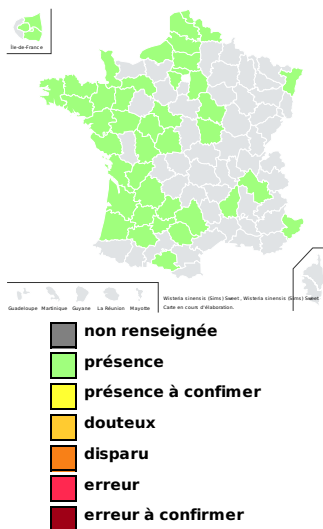 Île-de-France
Guadeloupe Martinique Guyane La Réunion Mayotte
Wisteria sinensis (Sims) Sweet , Wisteria sinensis (Sims) Sweet
Carte en cours d'élaboration.
non renseignée
présence
présence à confimer
douteux
disparu
erreur
erreur à confirmer